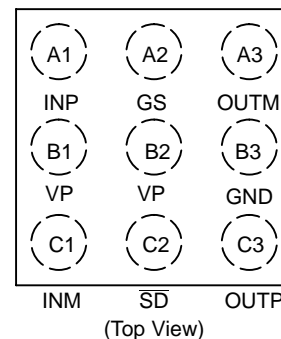 A1 A2 A3
INP GS OUTM
B1 B2 B3
VP VP GND
C1 C2 C3
INM S̅D̅ OUTP
(Top View)